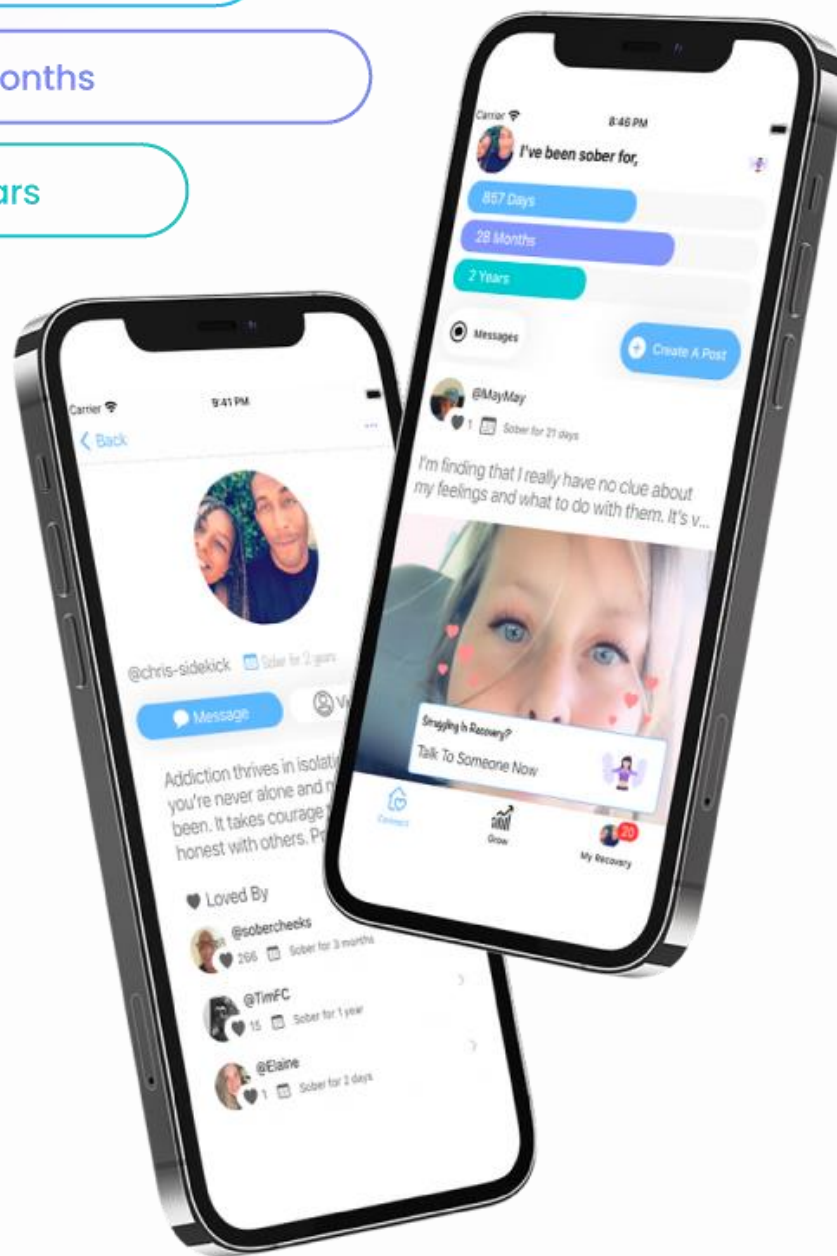 onths
ars
Carrier
8:46 PM
I've been sober for,
857 Days
28 Months
2 Years
Messages
Create A Post
@MayMay
1 Sober for 21 days
I'm finding that I really have no clue about
my feelings and what to do with them. It's v...
Struggling In Recovery?
Talk To Someone Now
Connect
Grow
20
My Recovery
Carrier
9:41 PM
Back
@chris-sidekick Sober for 2 years
Message
Vi
Addiction thrives in isolati
you're never alone and n
been. It takes courage
honest with others. Pr
Loved By
@sobercheeks
266 Sober for 3 months
@TimFC
15 Sober for 1 year
@Elaine
1 Sober for 2 days